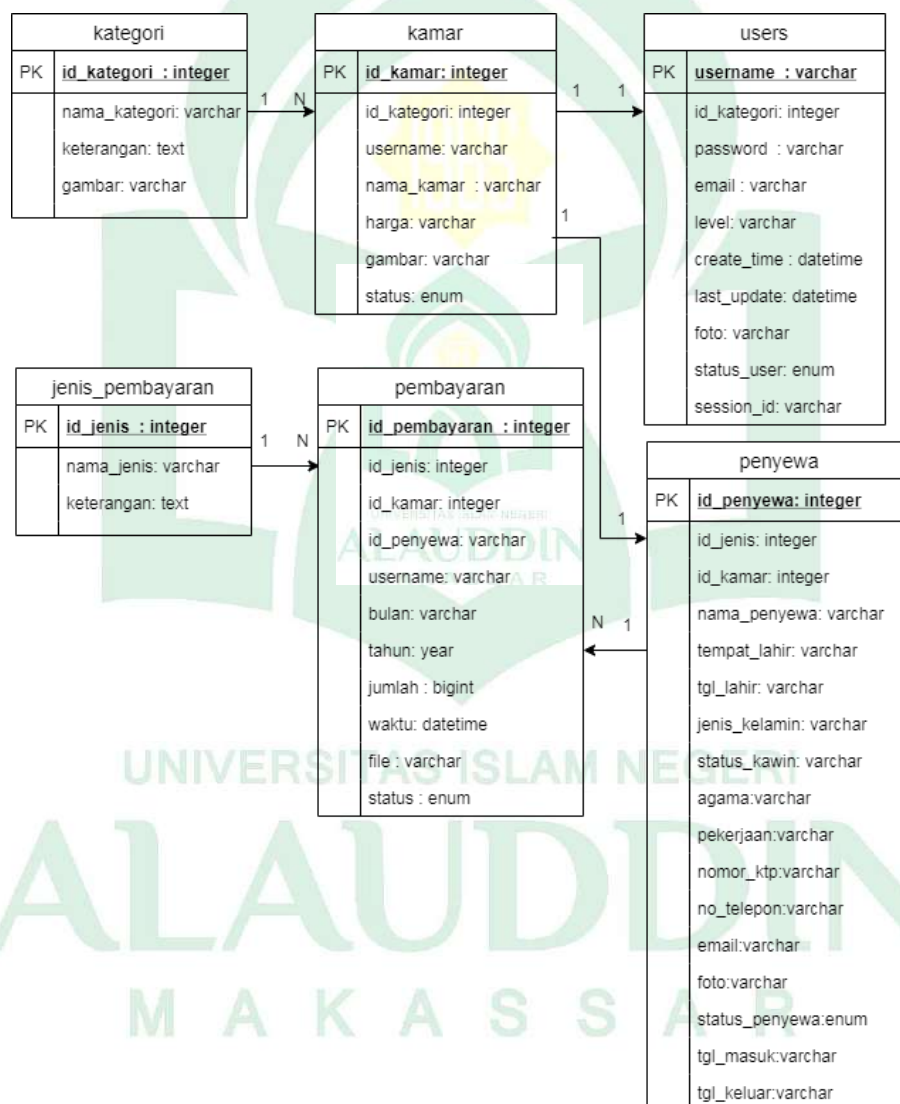 kategori
PK id_kategori : integer
nama_kategori: varchar
keterangan: text
gambar: varchar
1 N
kamar
PK id_kamar: integer
id_kategori: integer
username: varchar
nama_kamar : varchar
harga: varchar
gambar: varchar
status: enum
1 1
1
1
users
PK username : varchar
id_kategori: integer
password : varchar
email : varchar
level: varchar
create_time : datetime
last_update: datetime
foto: varchar
status_user: enum
session_id: varchar
jenis_pembayaran
PK id_jenis : integer
nama_jenis: varchar
keterangan: text
1 N
pembayaran
PK id_pembayaran : integer
id_jenis: integer
id_kamar: integer
id_penyewa: varchar
username: varchar
bulan: varchar
tahun: year
jumlah : bigint
waktu: datetime
file : varchar
status : enum
N 1
penyewa
PK id_penyewa: integer
id_jenis: integer
id_kamar: integer
nama_penyewa: varchar
tempat_lahir: varchar
tgl_lahir: varchar
jenis_kelamin: varchar
status_kawin: varchar
agama:varchar
pekerjaan:varchar
nomor_ktp:varchar
no_telepon:varchar
email:varchar
foto:varchar
status_penyewa:enum
tgl_masuk:varchar
tgl_keluar:varchar
UNIVERSITAS ISLAM NEGERI
ALAUDDIN
UNIVERSITAS ISLAM NEGERI
ALAUDDIN
MAKASSAR